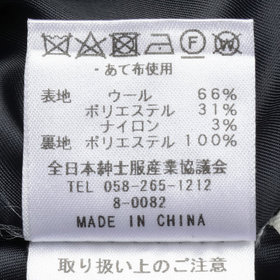 ・あて布使用
表地 ウール 66%
ポリエステル 31%
ナイロン 3%
裏地 ポリエステル 100%
全日本紳士服産業協議会
TEL 058-265-1212
8-0082
MADE IN CHINA
取り扱い上のご注意